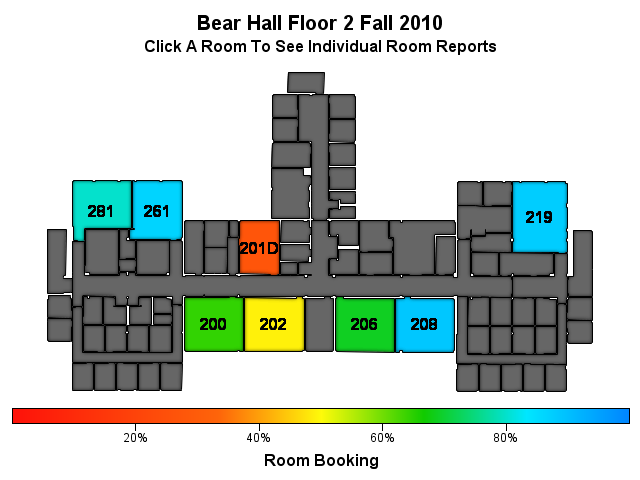 Bear Hall Floor 2 Fall 2010
Click A Room To See Individual Room Reports
281 261 219
201D
200 202 206 208
20% 40% 60% 80%
Room Booking